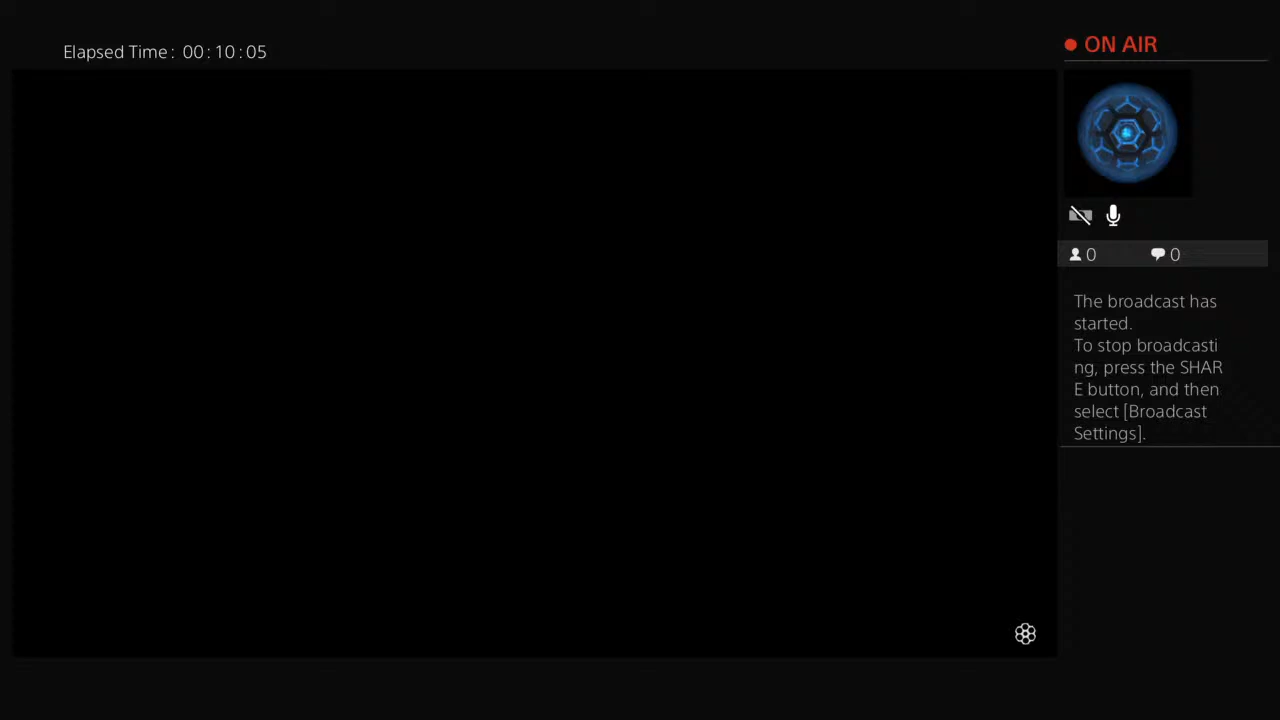 Elapsed Time: 00:10:05
ON AIR
0 0
The broadcast has
started.
To stop broadcasti
ng, press the SHAR
E button, and then
select [Broadcast
Settings].